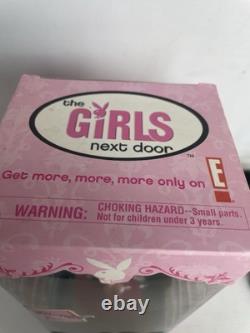 the
GiRLS
next door
TM
Get more, more, more only on E!
WARNING: CHOKING HAZARD--Small parts.
Not for children under 3 years.